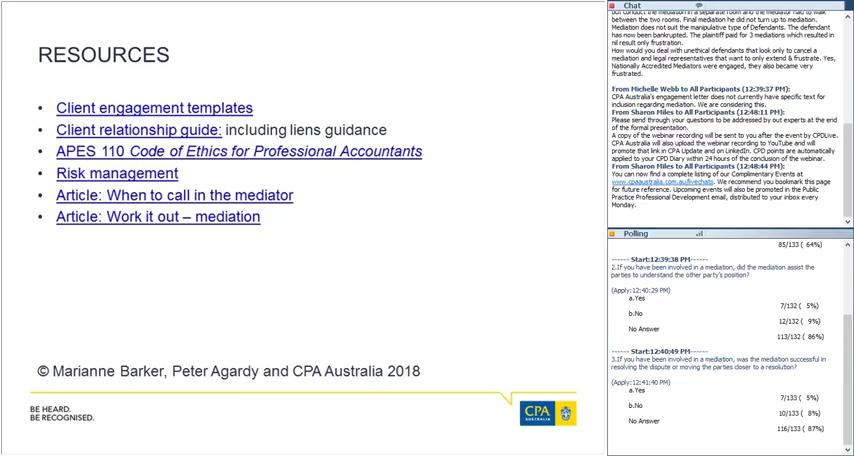 RESOURCES
• Client engagement templates
• Client relationship guide: including liens guidance
• APES 110 Code of Ethics for Professional Accountants
• Risk management
• Article: When to call in the mediator
• Article: Work it out – mediation
© Marianne Barker, Peter Agardy and CPA Australia 2018
BE HEARD.
BE RECOGNISED.
CPA
AUSTRALIA
Chat
but conduct the mediation in a separate room and the mediator had to walk
between the two rooms. Final mediation he did not turn up to mediation.
Mediation does not suit the manipulative type of Defendants. The defendant
has now been bankrupted. The plaintiff paid for 3 mediations which resulted in
nil result only frustration.
How would you deal with unethical defendants that look only to cancel a
mediation and legal representatives that want to only extend & frustrate. Yes,
Nationally Accredited Mediators were engaged, they also became very
frustrated.
From Michelle Webb to All Participants (12:39:37 PM):
CPA Australia's engagement letter does not currently have specific text for
inclusion regarding mediation. We are considering this.
From Sharon Miles to All Participants (12:48:11 PM):
Please send through your questions to be addressed by out experts at the end
of the formal presentation.
A copy of the webinar recording will be sent to you after the event by CPDLive.
CPA Australia will also upload the webinar recording to YouTube and will
promote that link in CPA Update and on LinkedIn. CPD points are automatically
applied to your CPD Diary within 24 hours of the conclusion of the webinar.
From Sharon Miles to All Participants (12:48:44 PM):
You can now find a complete listing of our Complimentary Events at
www.cpaaustralia.com.au/livechats. We recommend you bookmark this page
for future reference. Upcoming events will also be promoted in the Public
Practice Professional Development email, distributed to your inbox every
Monday.
Polling
85/133 ( 64%)
------ Start:12:39:38 PM------
2.If you have been involved in a mediation, did the mediation assist the
parties to understand the other party's position?
(Apply:12:40:29 PM)
a.Yes
7/132 ( 5%)
b.No
12/132 ( 9%)
No Answer
113/132 ( 86%)
------ Start:12:40:49 PM------
3.If you have been involved in a mediation, was the mediation successful in
resolving the dispute or moving the parties closer to a resolution?
(Apply:12:41:40 PM)
a.Yes
7/133 ( 5%)
b.No
10/133 ( 8%)
No Answer
116/133 ( 87%)